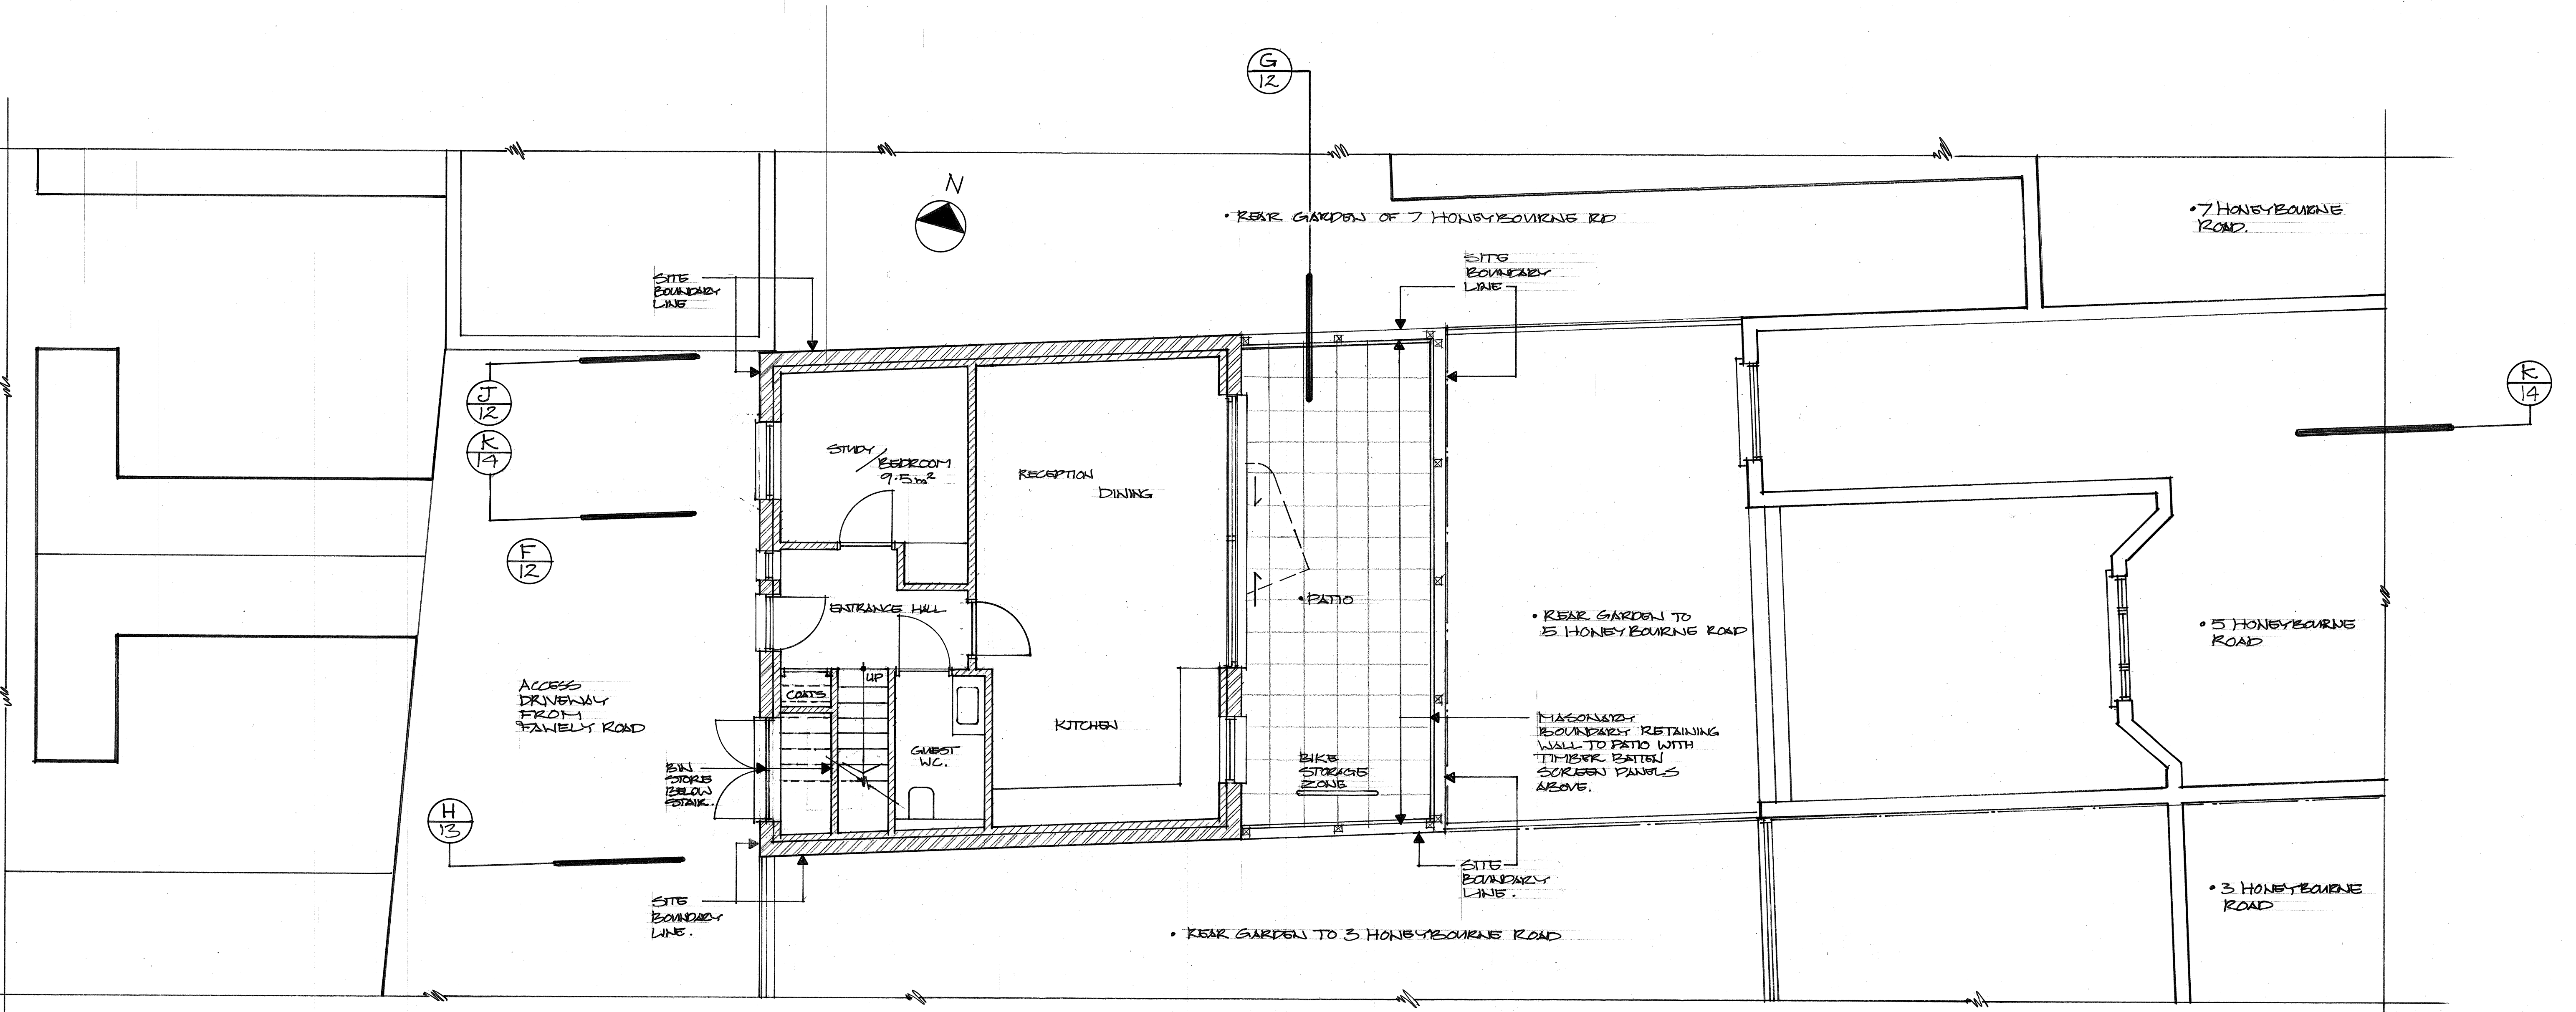 G
12
N
• REAR GARDEN OF 7 HONEYBOURNE RD
• 7 HONEYBOURNE
ROAD.
SITE
BOUNDARY
LINE
SITE
BOUNDARY
LINE
J
12
K
14
K
14
F
12
STUDY/
BEDROOM
9.5m²
RECEPTION
DINING
ENTRANCE HALL
• PATIO
• REAR GARDEN TO
5 HONEYBOURNE ROAD
• 5 HONEYBOURNE
ROAD
ACCESS
DRIVEWAY
FROM
FAWELY ROAD
COATS
UP
GUEST
WC.
KITCHEN
BIN
STORE
BELOW
STAIR.
BIKE
STORAGE
ZONE
MASONARY
BOUNDARY RETAINING
WALL TO PATIO WITH
TIMBER BATTEN
SCREEN PANELS
ABOVE.
H
13
SITE
BOUNDARY
LINE.
SITE
BOUNDARY
LINE.
• 3 HONEYBOURNE
ROAD
• REAR GARDEN TO 3 HONEYBOURNE ROAD